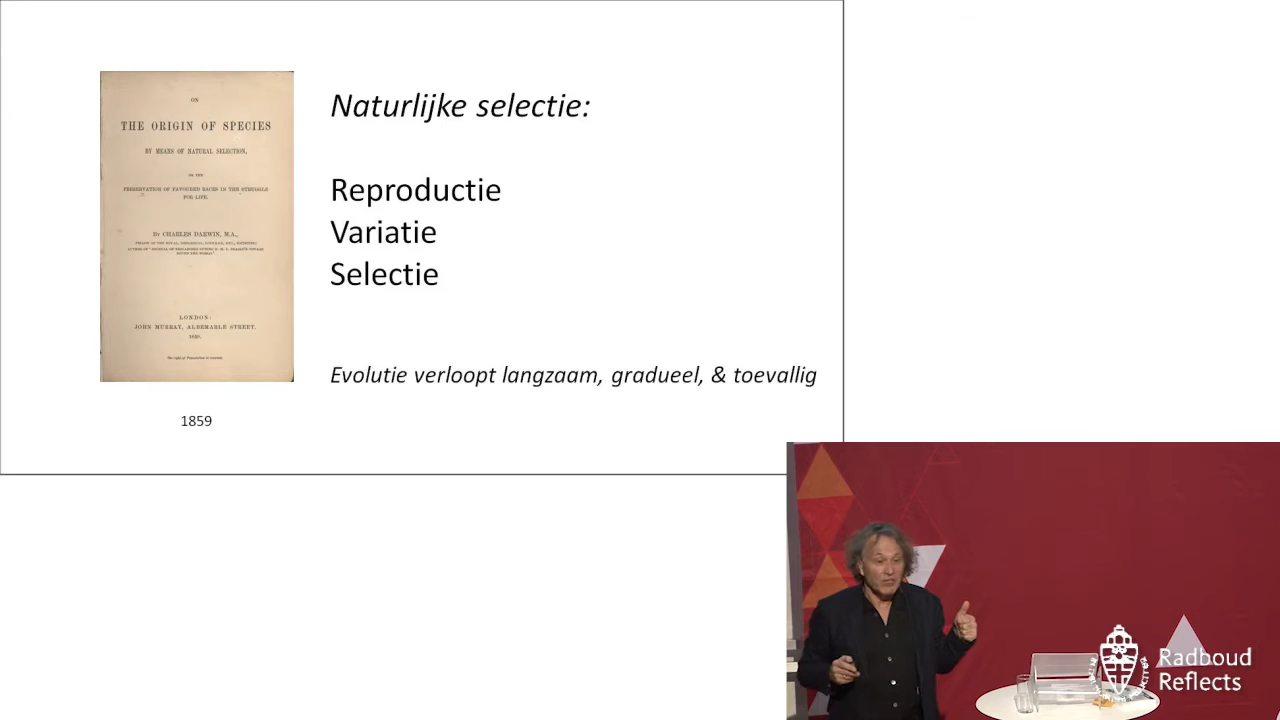 ON
THE ORIGIN OF SPECIES
BY MEANS OF NATURAL SELECTION,
OR THE
PRESERVATION OF FAVOURED RACES IN THE STRUGGLE
FOR LIFE.
By CHARLES DARWIN, M.A.,
LONDON:
JOHN MURRAY, ALBEMARLE STREET.
1859.
1859
Naturlijke selectie:
Reproductie
Variatie
Selectie
Evolutie verloopt langzaam, gradueel, & toevallig
Radboud
Reflects